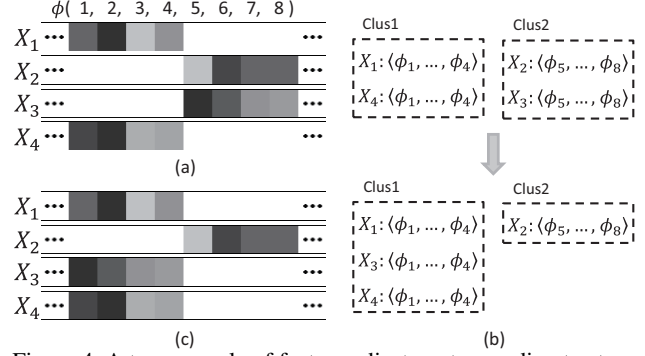 ϕ( 1, 2, 3, 4, 5, 6, 7, 8 )
X₁ ••• •••
X₂ ••• •••
X₃ ••• •••
X₄ ••• •••
(a)
X₁ ••• •••
X₂ ••• •••
X₃ ••• •••
X₄ ••• •••
(c)
Clus1
X₁:⟨ϕ₁, …, ϕ₄⟩
X₄:⟨ϕ₁, …, ϕ₄⟩
Clus2
X₂:⟨ϕ₅, …, ϕ₈⟩
X₃:⟨ϕ₅, …, ϕ₈⟩
Clus1
X₁:⟨ϕ₁, …, ϕ₄⟩
X₃:⟨ϕ₁, …, ϕ₄⟩
X₄:⟨ϕ₁, …, ϕ₄⟩
Clus2
X₂:⟨ϕ₅, …, ϕ₈⟩
(b)